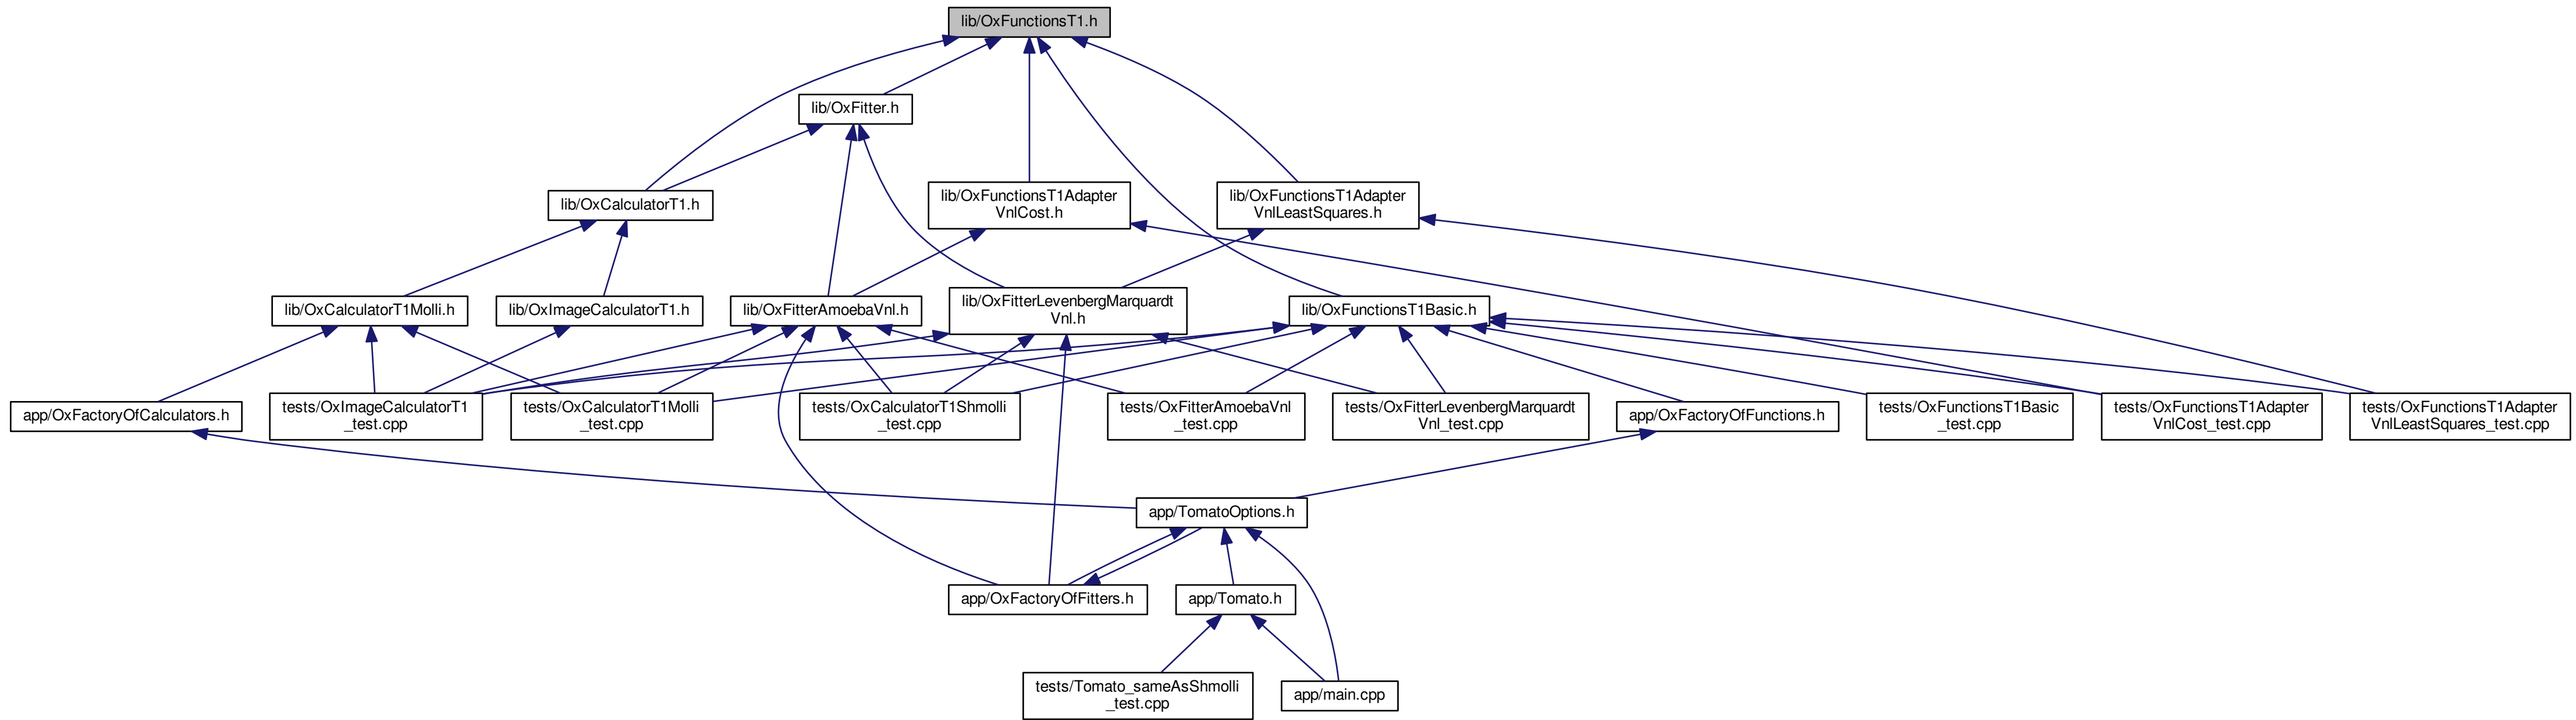 lib/OxFunctionsT1.h
lib/OxFitter.h
lib/OxCalculatorT1.h
lib/OxFunctionsT1Adapter
VnlCost.h
lib/OxFunctionsT1Adapter
VnlLeastSquares.h
lib/OxCalculatorT1Molli.h
lib/OxImageCalculatorT1.h
lib/OxFitterAmoebaVnl.h
lib/OxFitterLevenbergMarquardt
Vnl.h
lib/OxFunctionsT1Basic.h
app/OxFactoryOfCalculators.h
tests/OxImageCalculatorT1
_test.cpp
tests/OxCalculatorT1Molli
_test.cpp
tests/OxCalculatorT1Shmolli
_test.cpp
tests/OxFitterAmoebaVnl
_test.cpp
tests/OxFitterLevenbergMarquardt
Vnl_test.cpp
app/OxFactoryOfFunctions.h
tests/OxFunctionsT1Basic
_test.cpp
tests/OxFunctionsT1Adapter
VnlCost_test.cpp
tests/OxFunctionsT1Adapter
VnlLeastSquares_test.cpp
app/TomatoOptions.h
app/OxFactoryOfFitters.h
app/Tomato.h
tests/Tomato_sameAsShmolli
_test.cpp
app/main.cpp